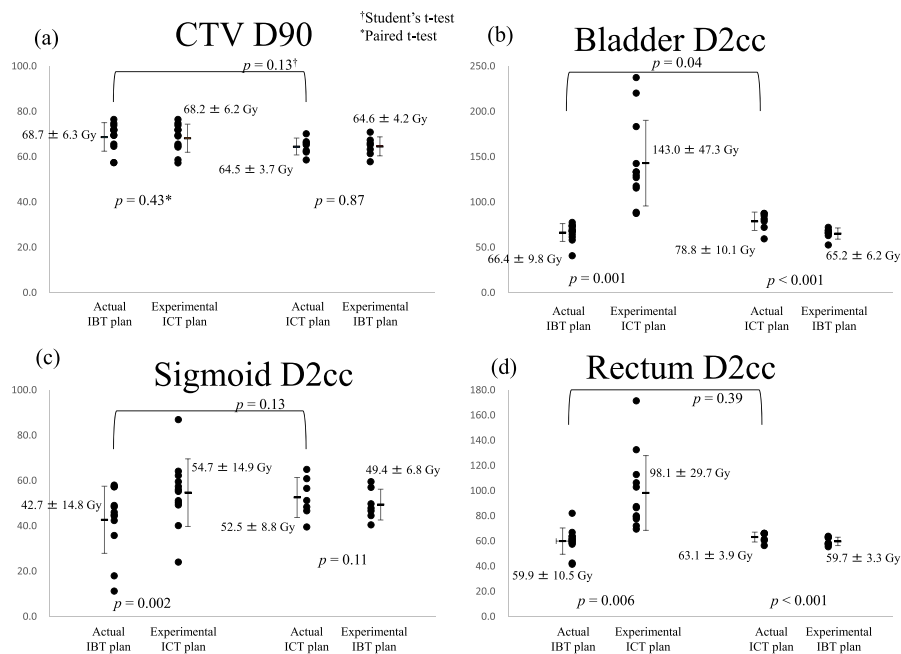 †Student's t-test
*Paired t-test
(a)
CTV D90
100.0
80.0
60.0
40.0
20.0
0.0
p = 0.13†
68.7 ± 6.3 Gy
68.2 ± 6.2 Gy
64.5 ± 3.7 Gy
64.6 ± 4.2 Gy
p = 0.43*
p = 0.87
Actual
IBT plan
Experimental
ICT plan
Actual
ICT plan
Experimental
IBT plan
(b)
Bladder D2cc
250.0
200.0
150.0
100.0
50.0
0.0
p = 0.04
66.4 ± 9.8 Gy
143.0 ± 47.3 Gy
78.8 ± 10.1 Gy
65.2 ± 6.2 Gy
p = 0.001
p < 0.001
Actual
IBT plan
Experimental
ICT plan
Actual
ICT plan
Experimental
IBT plan
(c)
Sigmoid D2cc
100.0
80.0
60.0
40.0
20.0
0.0
p = 0.13
42.7 ± 14.8 Gy
54.7 ± 14.9 Gy
52.5 ± 8.8 Gy
49.4 ± 6.8 Gy
p = 0.002
p = 0.11
Actual
IBT plan
Experimental
ICT plan
Actual
ICT plan
Experimental
IBT plan
(d)
Rectum D2cc
180.0
160.0
140.0
120.0
100.0
80.0
60.0
40.0
20.0
0.0
p = 0.39
59.9 ± 10.5 Gy
98.1 ± 29.7 Gy
63.1 ± 3.9 Gy
59.7 ± 3.3 Gy
p = 0.006
p < 0.001
Actual
IBT plan
Experimental
ICT plan
Actual
ICT plan
Experimental
IBT plan